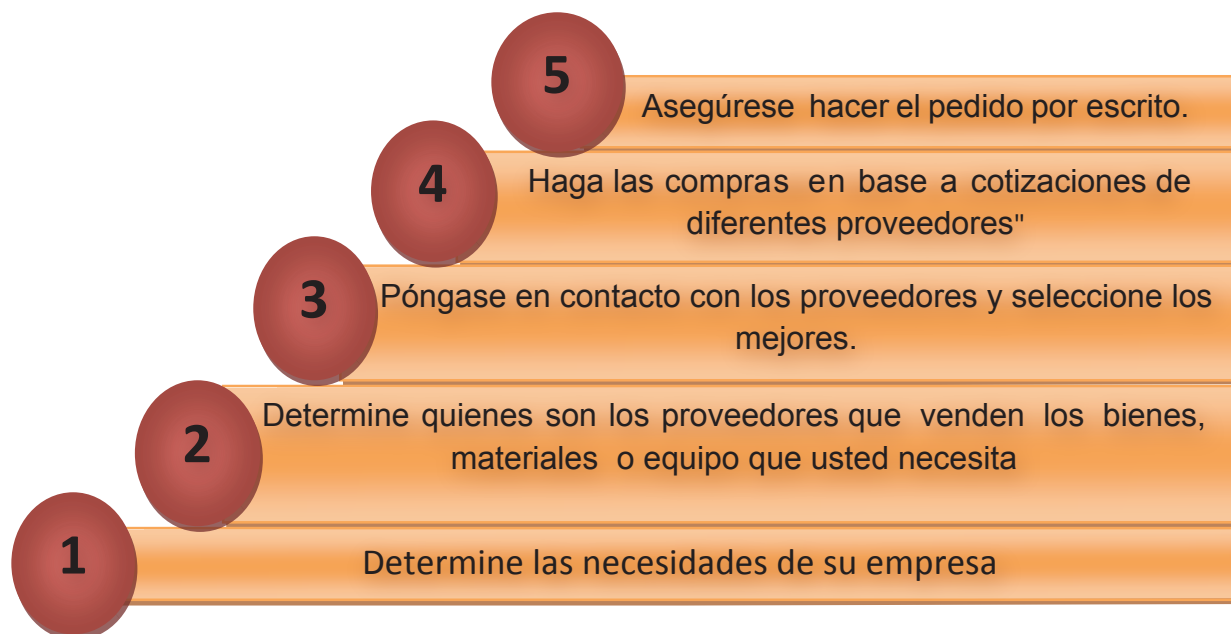 5
Asegúrese hacer el pedido por escrito.
4
Haga las compras en base a cotizaciones de
diferentes proveedores"
3
Póngase en contacto con los proveedores y seleccione los
mejores.
2
Determine quienes son los proveedores que venden los bienes,
materiales o equipo que usted necesita
1
Determine las necesidades de su empresa